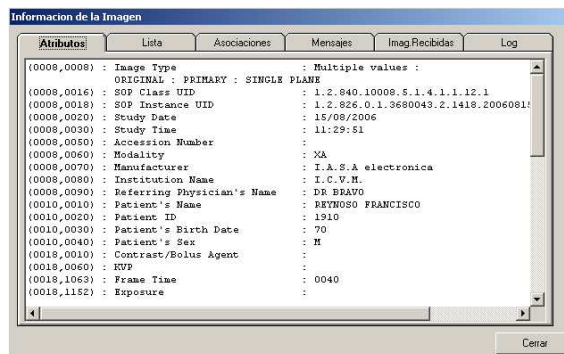 Informacion de la Imagen
Atributos Lista Asociaciones Mensajes Imag.Recibidas Log
(0008,0008) : Image Type : Multiple values :
ORIGINAL : PRIMARY : SINGLE PLANE
(0008,0016) : SOP Class UID : 1.2.840.10008.5.1.4.1.1.12.1
(0008,0018) : SOP Instance UID : 1.2.826.0.1.3680043.2.1418.2006081
(0008,0020) : Study Date : 15/08/2006
(0008,0030) : Study Time : 11:29:51
(0008,0050) : Accession Number :
(0008,0060) : Modality : XA
(0008,0070) : Manufacturer : I.A.S.A electronica
(0008,0080) : Institution Name : I.C.V.M.
(0008,0090) : Referring Physician's Name : DR BRAVO
(0010,0010) : Patient's Name : REYNOSO FRANCISCO
(0010,0020) : Patient ID : 1910
(0010,0030) : Patient's Birth Date : 70
(0010,0040) : Patient's Sex : M
(0018,0010) : Contrast/Bolus Agent :
(0018,0060) : KVP :
(0018,1063) : Frame Time : 0040
(0018,1152) : Exposure :
Cerrar